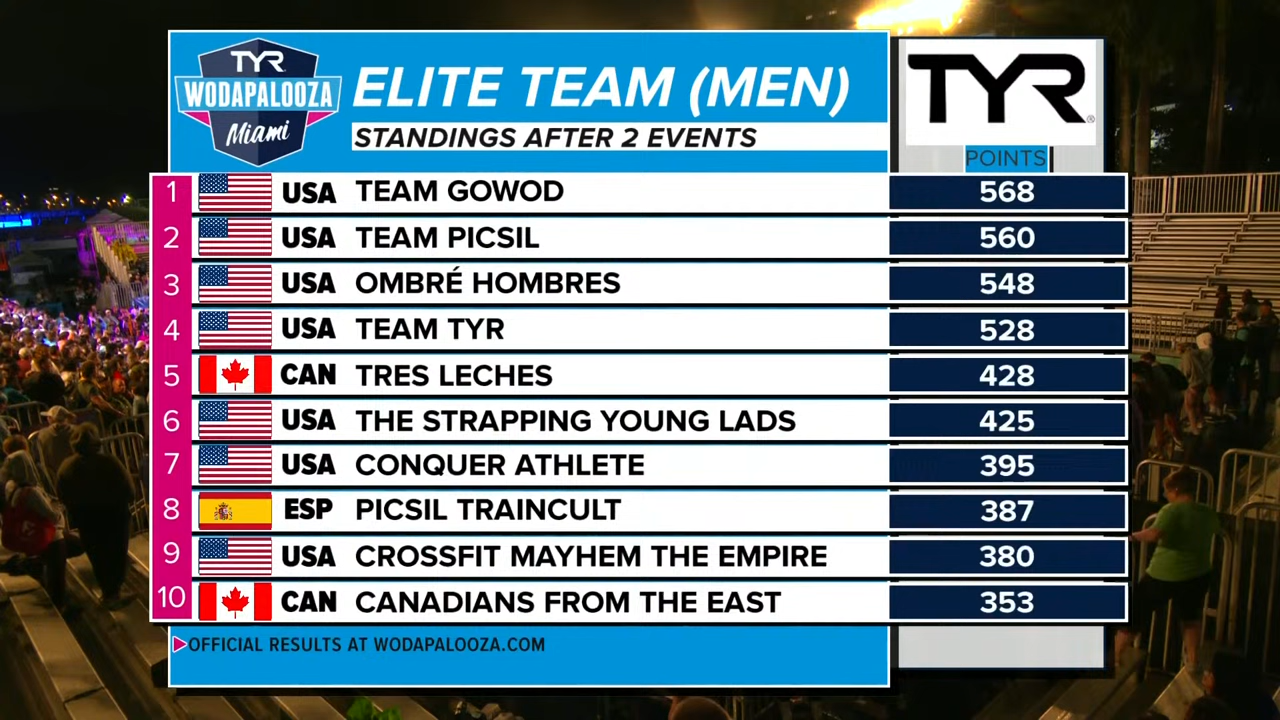 TYR
WODAPALOOZA
Miami
ELITE TEAM (MEN)
STANDINGS AFTER 2 EVENTS
TYR®
POINTS
1 USA TEAM GOWOD 568
2 USA TEAM PICSIL 560
3 USA OMBRÉ HOMBRES 548
4 USA TEAM TYR 528
5 CAN TRES LECHES 428
6 USA THE STRAPPING YOUNG LADS 425
7 USA CONQUER ATHLETE 395
8 ESP PICSIL TRAINCULT 387
9 USA CROSSFIT MAYHEM THE EMPIRE 380
10 CAN CANADIANS FROM THE EAST 353
OFFICIAL RESULTS AT WODAPALOOZA.COM